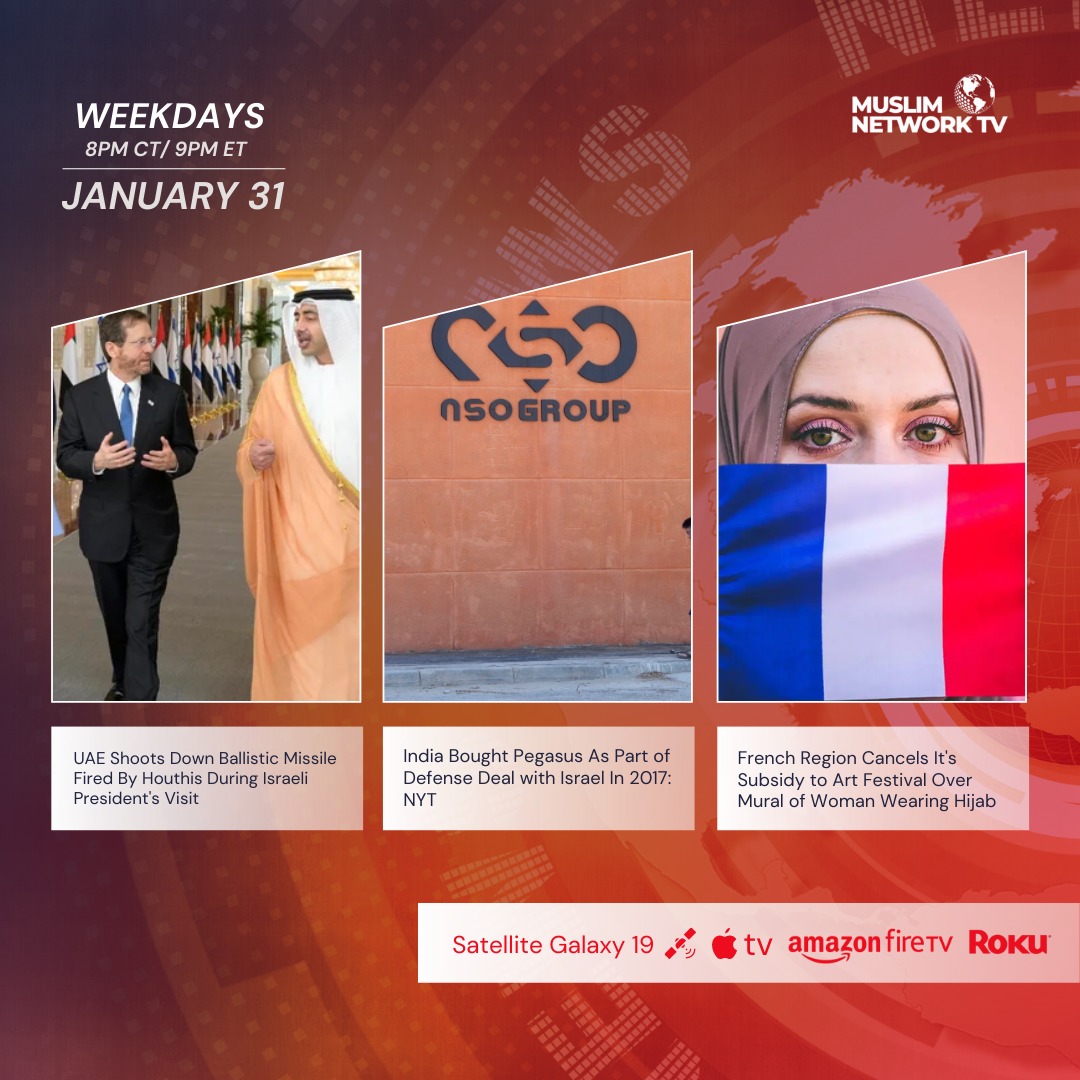 WEEKDAYS
8PM CT/ 9PM ET
JANUARY 31
MUSLIM
NETWORK TV
NEWS
NSO GROUP
UAE Shoots Down Ballistic Missile
Fired By Houthis During Israeli
President's Visit
India Bought Pegasus As Part of
Defense Deal with Israel In 2017:
NYT
French Region Cancels It's
Subsidy to Art Festival Over
Mural of Woman Wearing Hijab
Satellite Galaxy 19 tv amazon fireTV ROKU